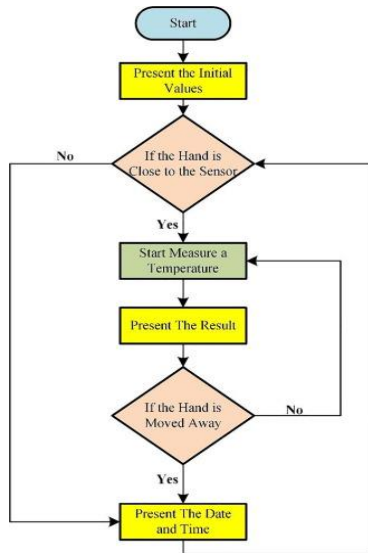 Start
Present the Initial
Values
If the Hand is
Close to the Sensor
No
Yes
Start Measure a
Temperature
Present The Result
If the Hand is
Moved Away
No
Yes
Present The Date
and Time